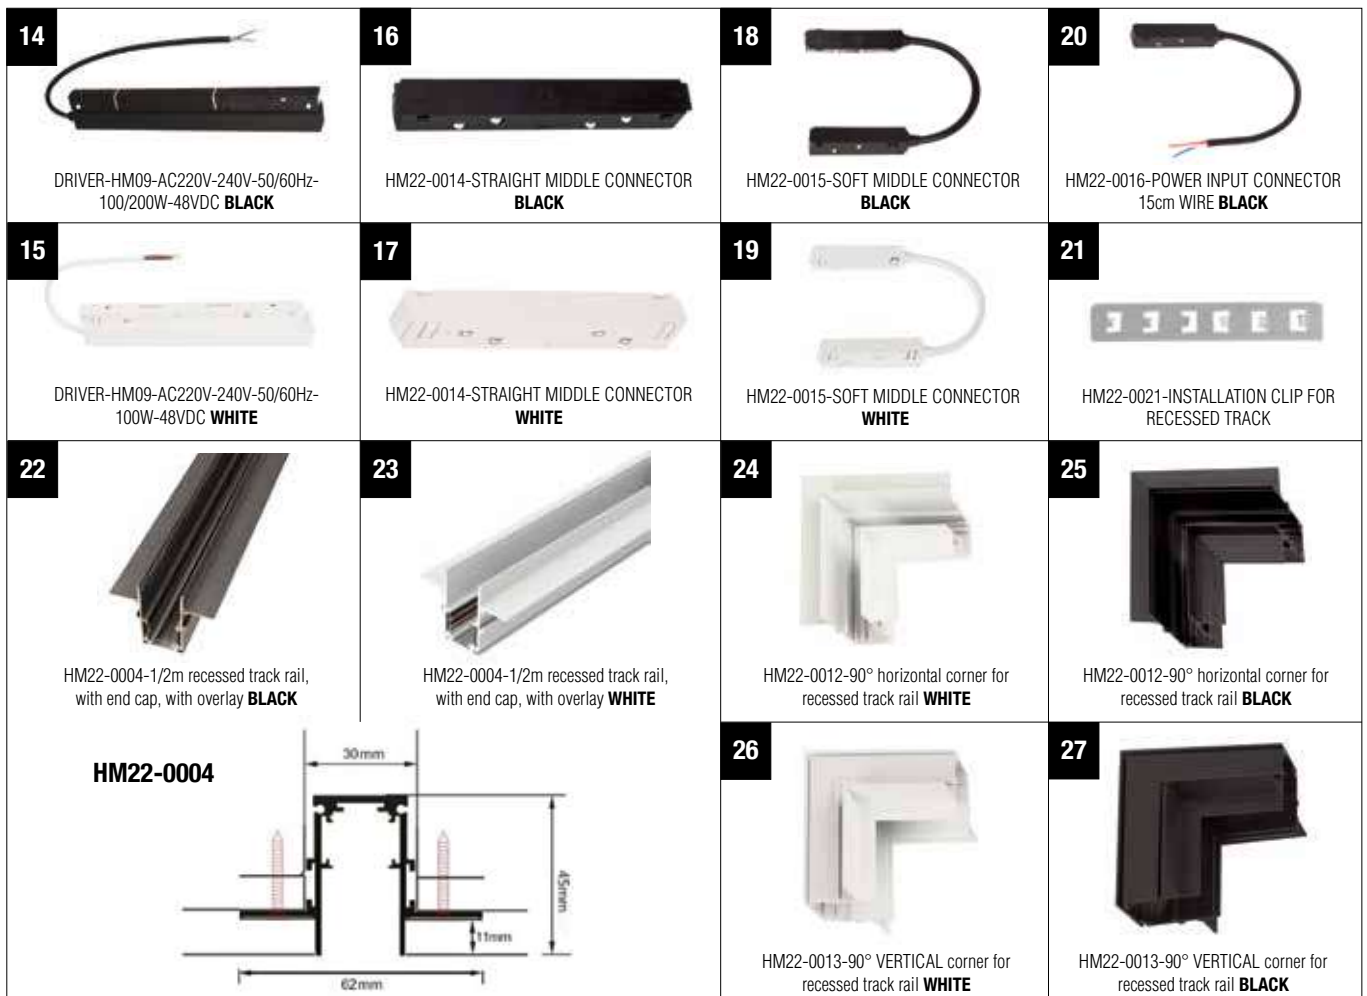 14
DRIVER-HM09-AC220V-240V-50/60Hz-
100/200W-48VDC BLACK
16
HM22-0014-STRAIGHT MIDDLE CONNECTOR
BLACK
18
HM22-0015-SOFT MIDDLE CONNECTOR
BLACK
20
HM22-0016-POWER INPUT CONNECTOR
15cm WIRE BLACK
15
DRIVER-HM09-AC220V-240V-50/60Hz-
100W-48VDC WHITE
17
HM22-0014-STRAIGHT MIDDLE CONNECTOR
WHITE
19
HM22-0015-SOFT MIDDLE CONNECTOR
WHITE
21
HM22-0021-INSTALLATION CLIP FOR
RECESSED TRACK
22
HM22-0004-1/2m recessed track rail,
with end cap, with overlay BLACK
23
HM22-0004-1/2m recessed track rail,
with end cap, with overlay WHITE
24
HM22-0012-90° horizontal corner for
recessed track rail WHITE
25
HM22-0012-90° horizontal corner for
recessed track rail BLACK
HM22-0004
30mm
45mm
11mm
62mm
26
HM22-0013-90° VERTICAL corner for
recessed track rail WHITE
27
HM22-0013-90° VERTICAL corner for
recessed track rail BLACK